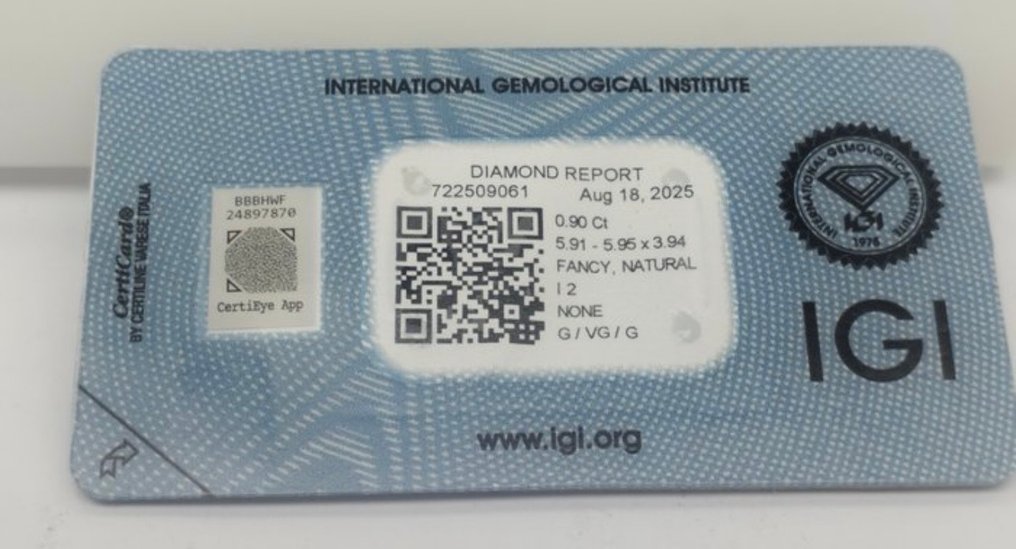 INTERNATIONAL GEMOLOGICAL INSTITUTE
CertiCard®
BY CERTILINE VARESE ITALIA
BBBHWF
24897870
CertiEye App
DIAMOND REPORT
722509061 Aug 18, 2025
0.90 Ct
5.91 - 5.95 x 3.94
FANCY, NATURAL
I 2
NONE
G / VG / G
INTERNATIONAL GEMOLOGICAL INSTITUTE
IGI
1975
IGI
www.igi.org